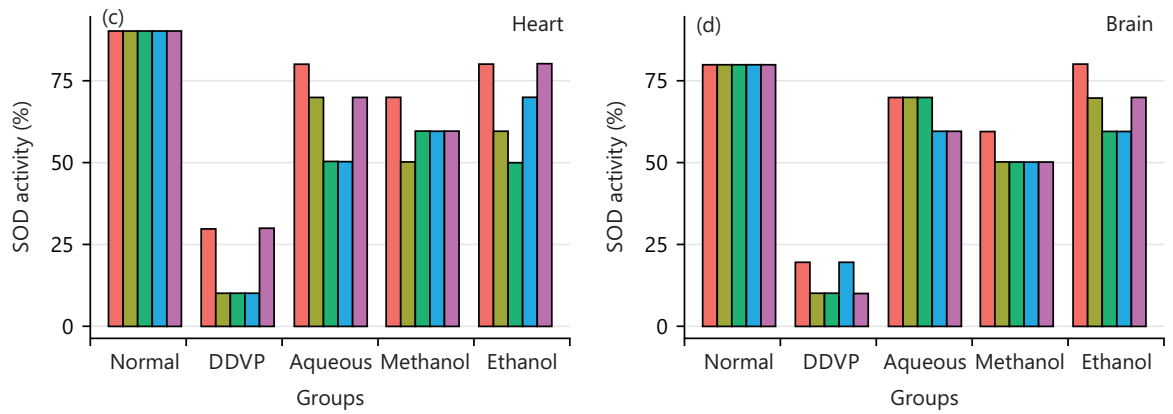 (c)
Heart
SOD activity (%)
75
50
25
0
Normal DDVP Aqueous Methanol Ethanol
Groups
(d)
Brain
SOD activity (%)
75
50
25
0
Normal DDVP Aqueous Methanol Ethanol
Groups